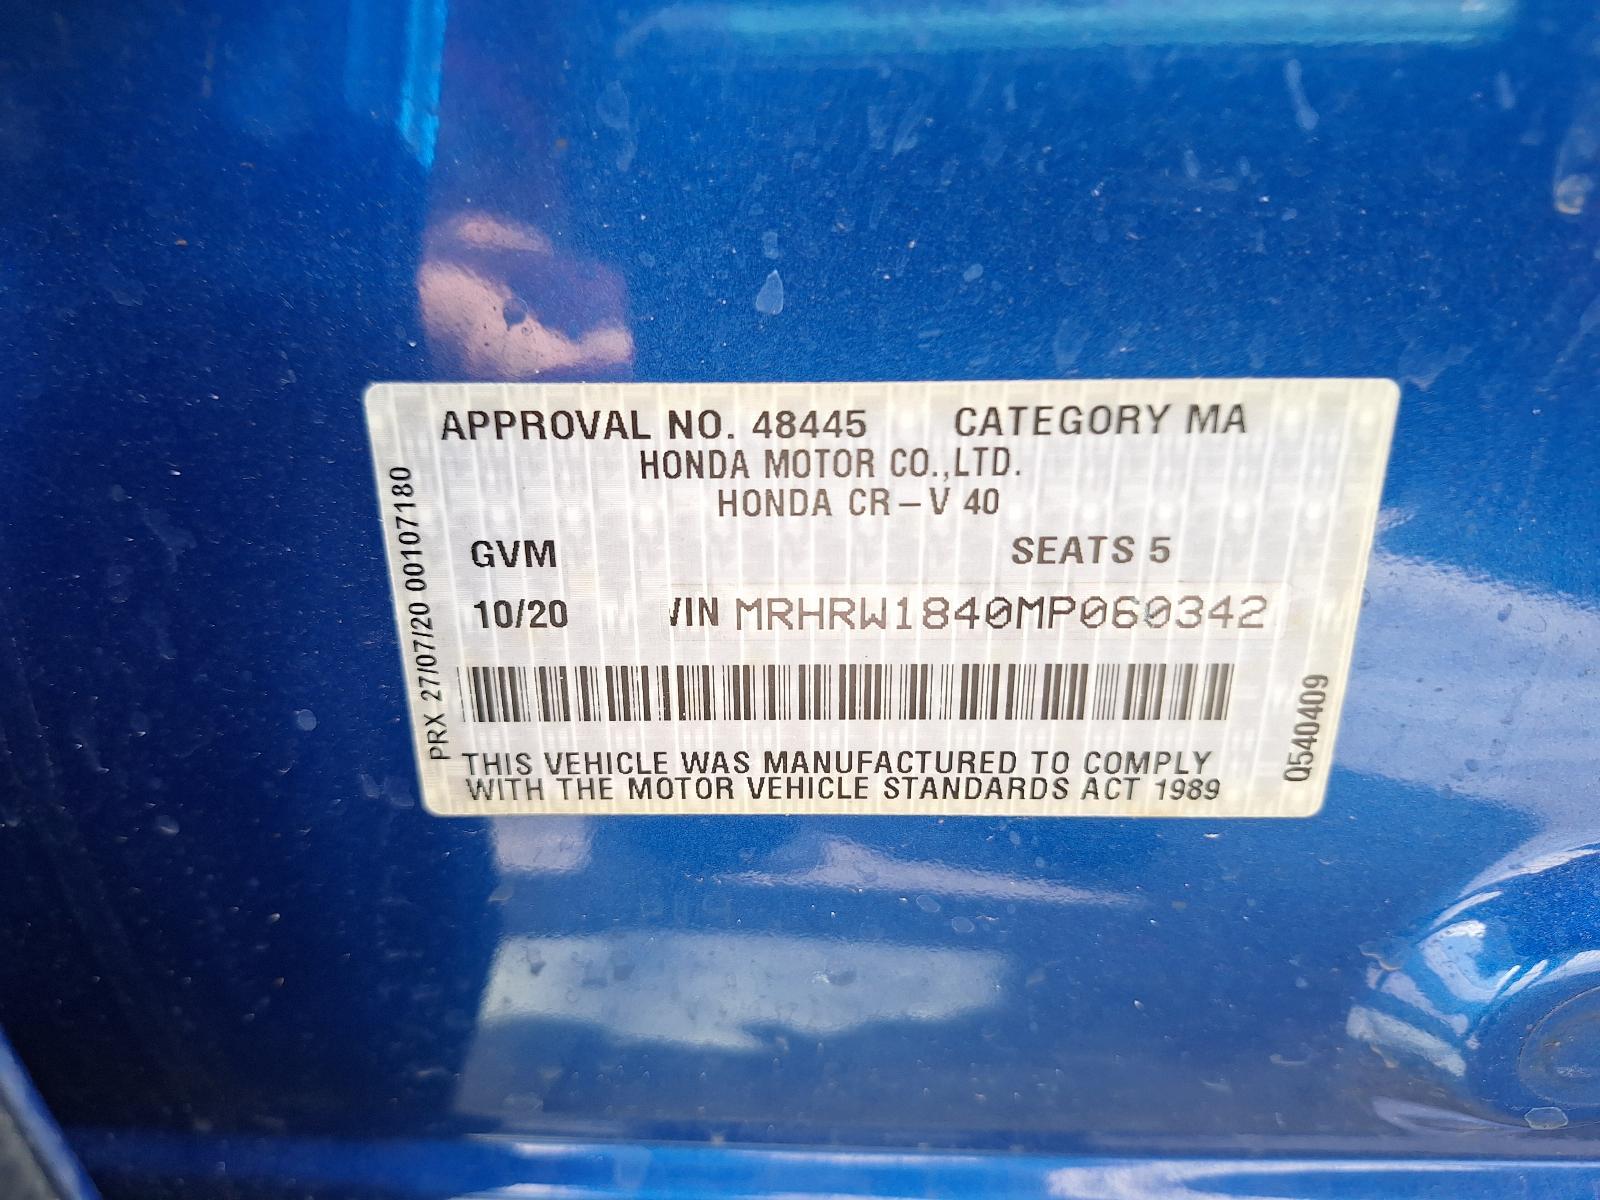 APPROVAL NO. 48445 CATEGORY MA
HONDA MOTOR CO.,LTD.
HONDA CR-V 40
GVM SEATS 5
10/20 VIN MRHRW1840MP060342
THIS VEHICLE WAS MANUFACTURED TO COMPLY
WITH THE MOTOR VEHICLE STANDARDS ACT 1989
PRX 27/07/20 00107180
Q540409